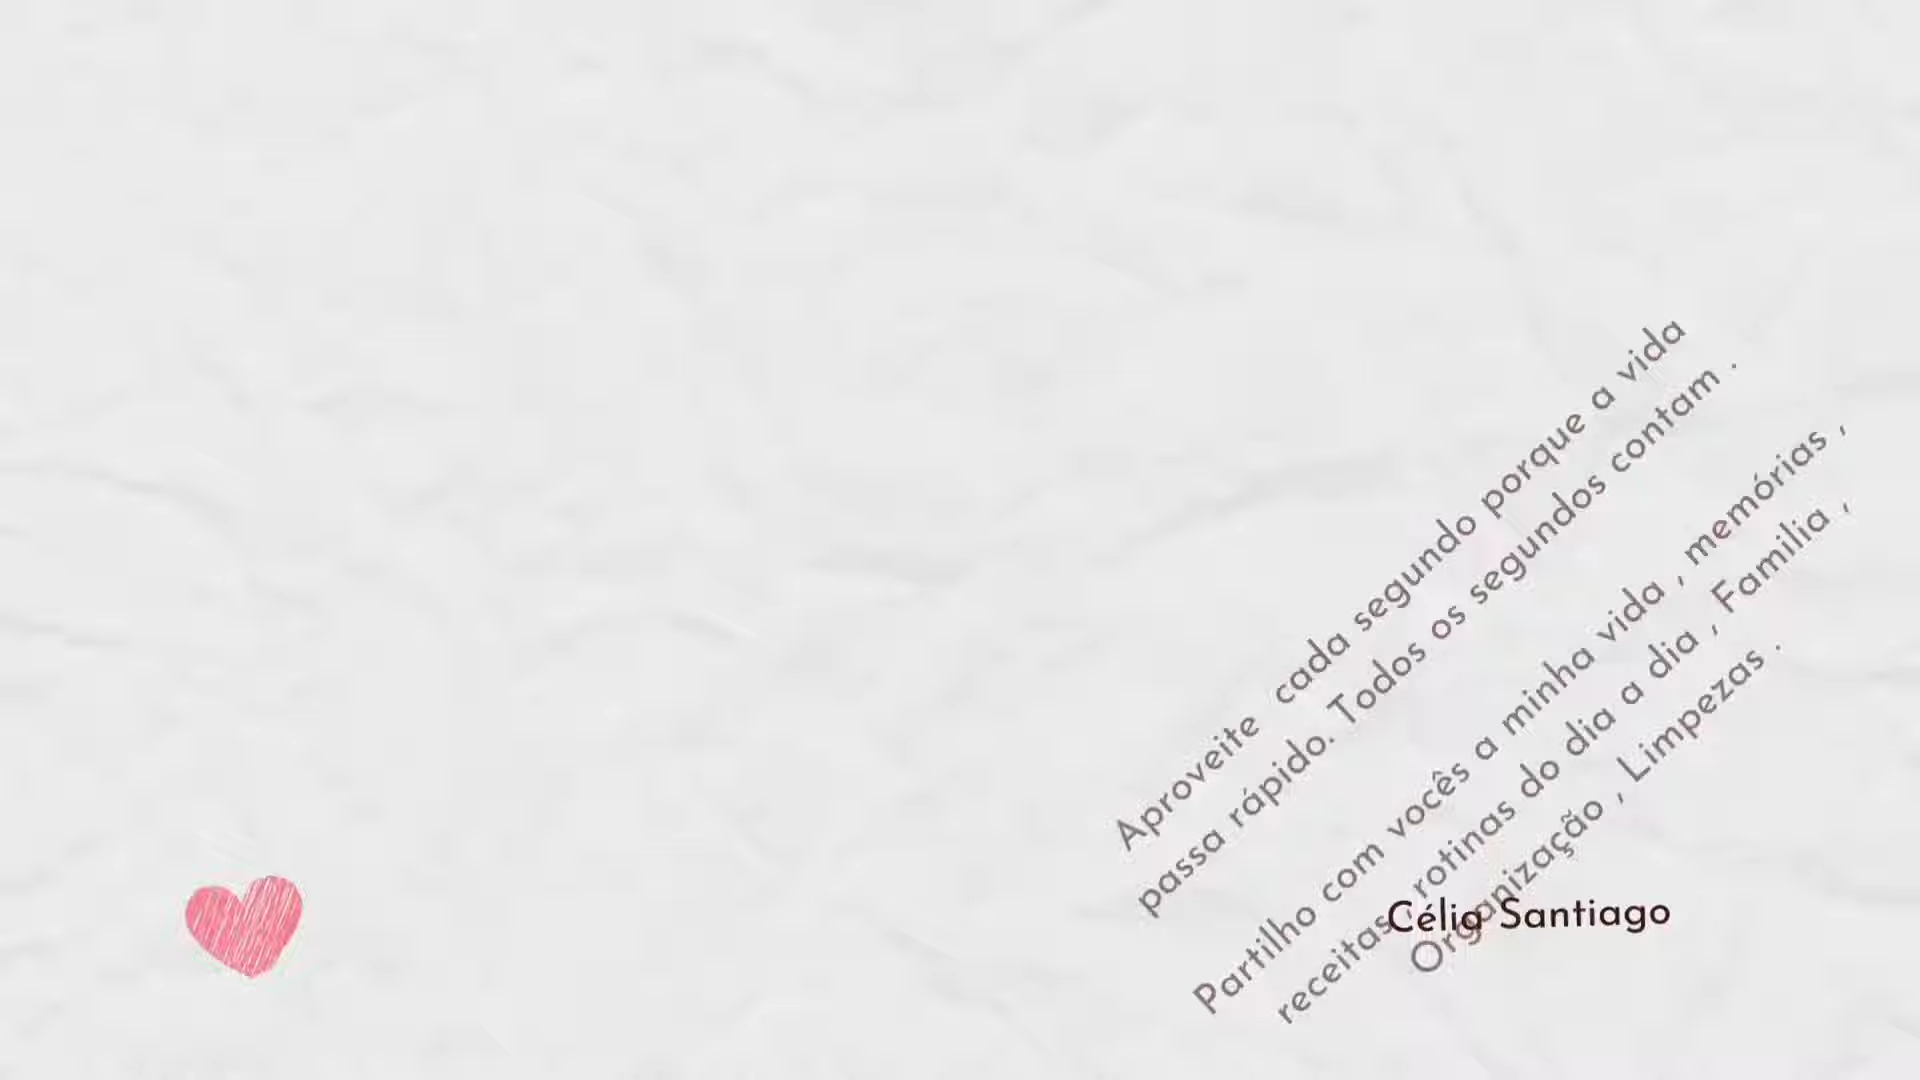 Aproveite cada segundo porque a vida
passa rápido. Todos os segundos contam .
Partilho com vocês a minha vida , memórias ,
receitas , rotinas do dia a dia , Familia ,
Organização , Limpezas .
Célia Santiago